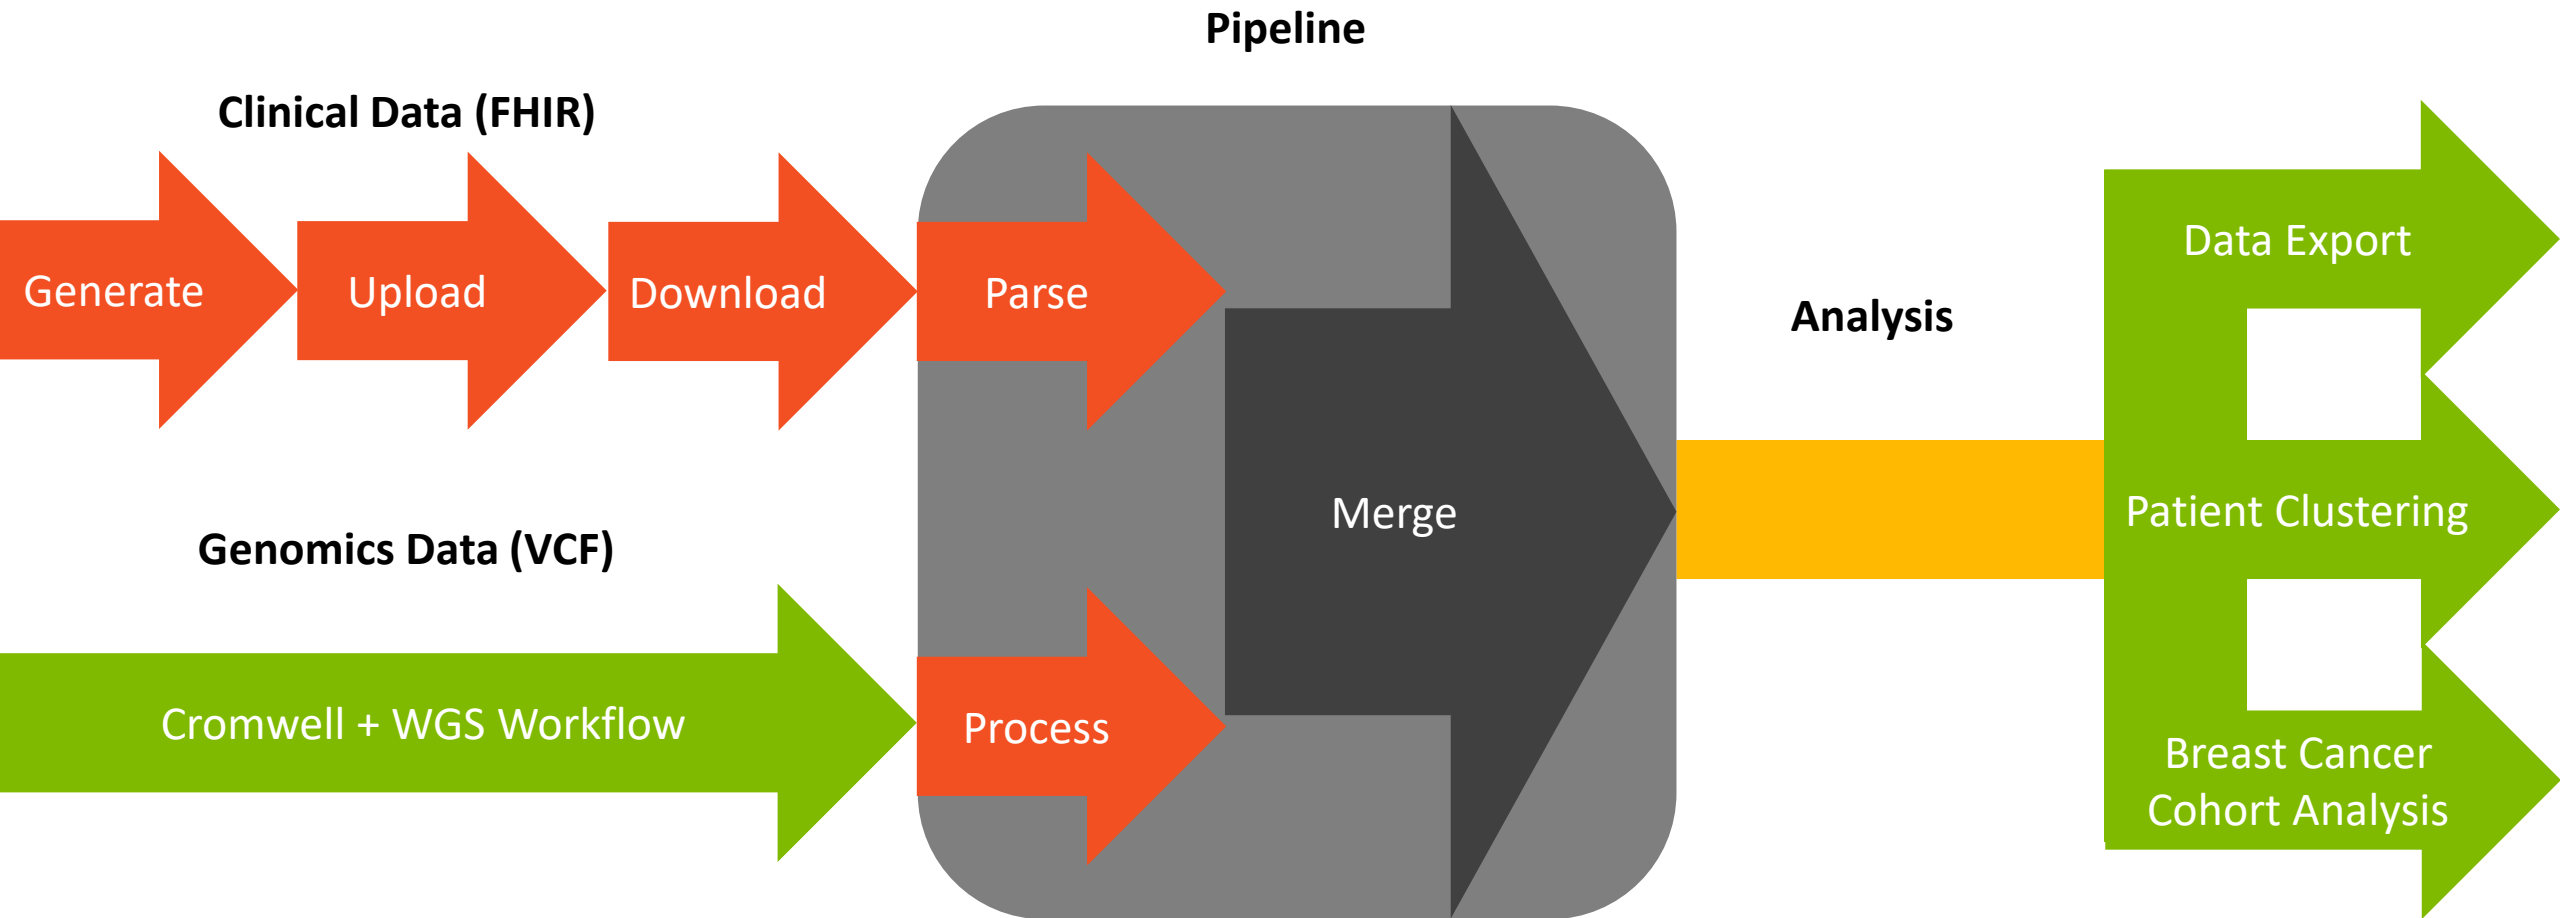 Pipeline
Clinical Data (FHIR)
Generate
Upload
Download
Parse
Genomics Data (VCF)
Cromwell + WGS Workflow
Process
Merge
Analysis
Data Export
Patient Clustering
Breast Cancer
Cohort Analysis